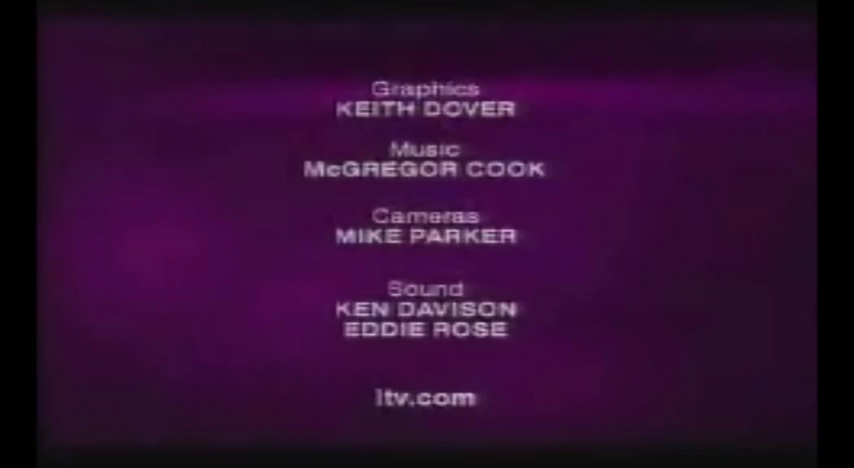 Graphics
KEITH DOVER
Music
McGREGOR COOK
Cameras
MIKE PARKER
Sound
KEN DAVISON
EDDIE ROSE
itv.com